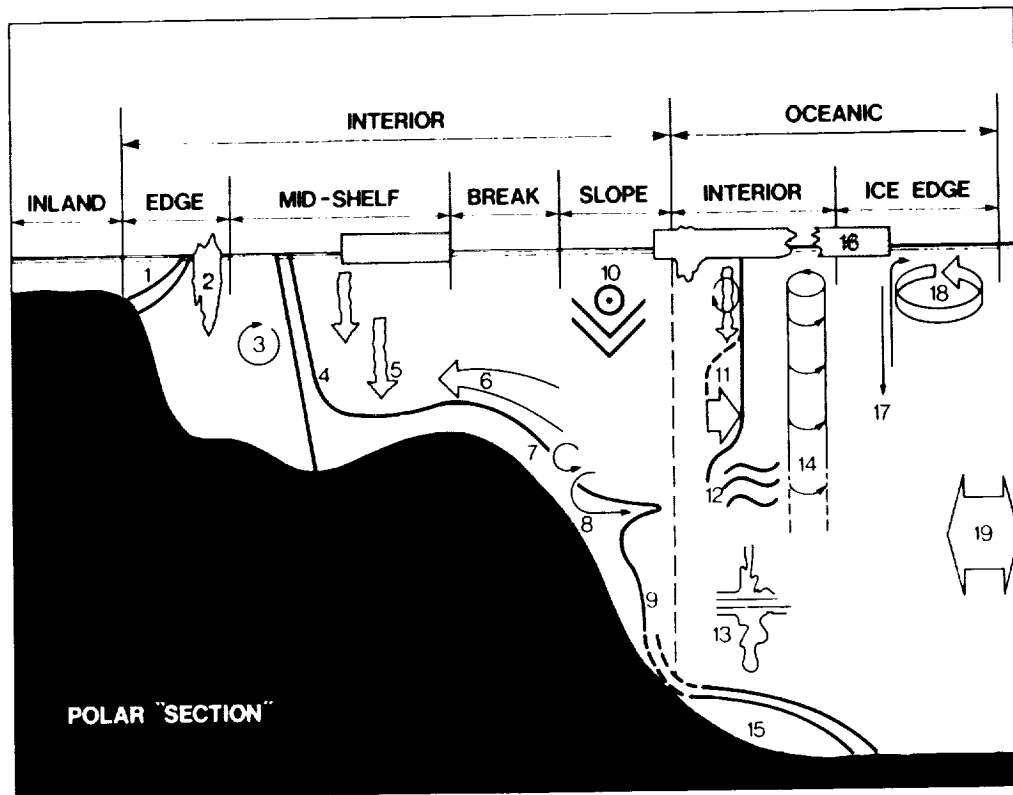 INTERIOR
OCEANIC
INLAND
EDGE
MID-SHELF
BREAK
SLOPE
INTERIOR
ICE EDGE
1
2
3
4
5
6
7
8
9
10
11
12
13
14
15
16
17
18
19
POLAR "SECTION"